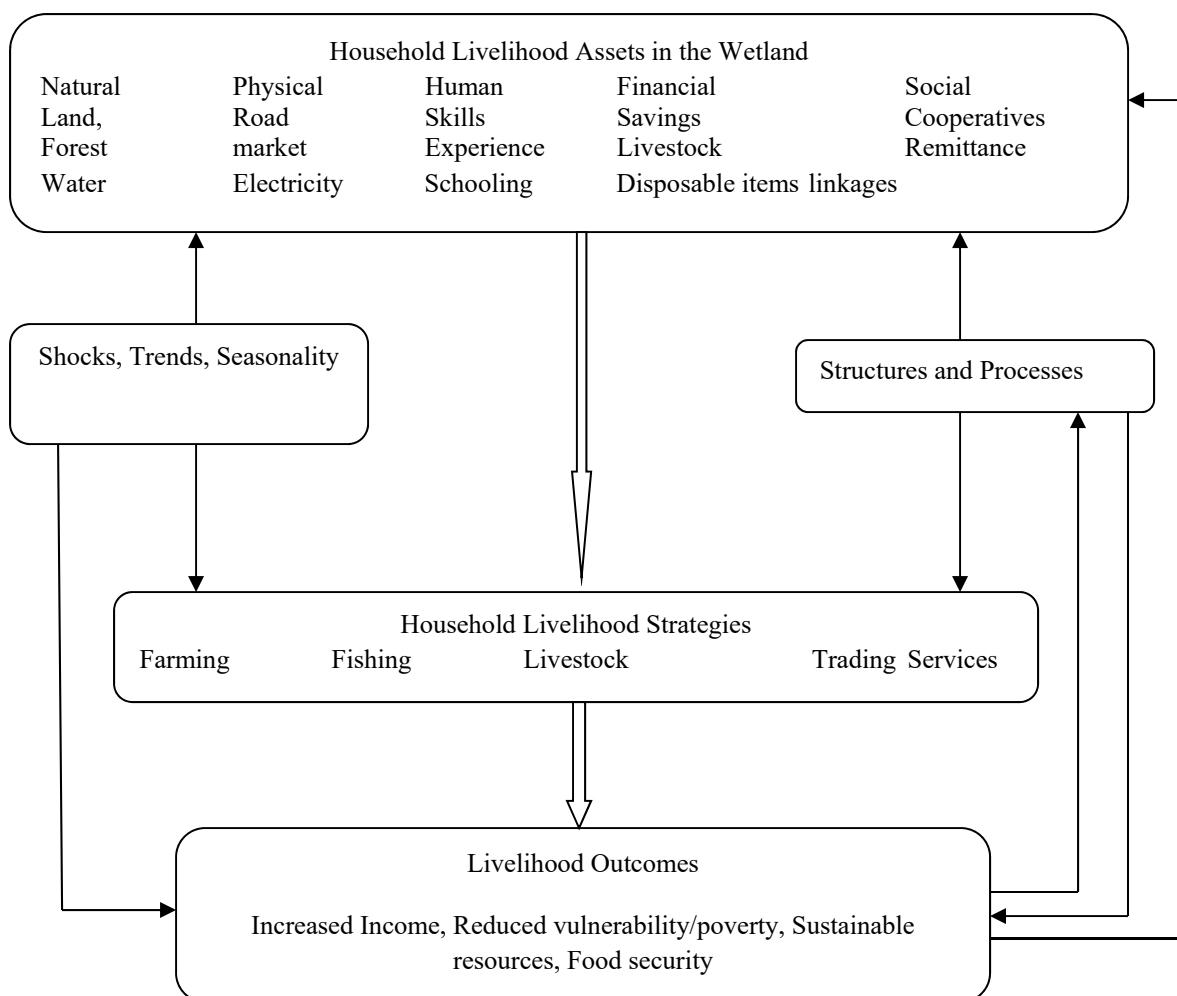 Household Livelihood Assets in the Wetland
Natural Physical Human Financial Social
Land, Road Skills Savings Cooperatives
Forest market Experience Livestock Remittance
Water Electricity Schooling Disposable items linkages
Shocks, Trends, Seasonality
Structures and Processes
Household Livelihood Strategies
Farming Fishing Livestock Trading Services
Livelihood Outcomes
Increased Income, Reduced vulnerability/poverty, Sustainable
resources, Food security